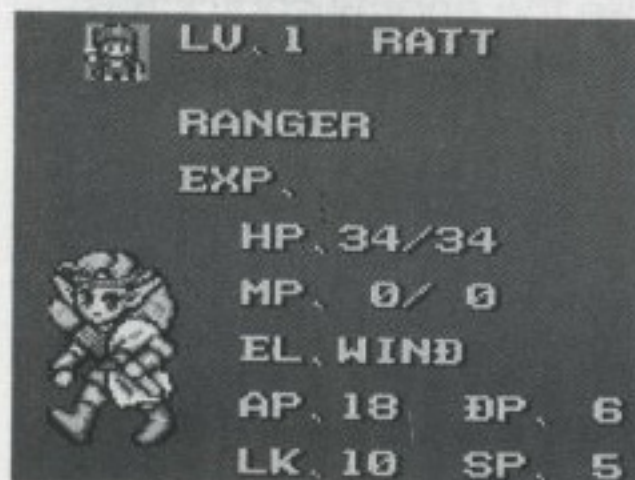 LV. 1 RATT
RANGER
EXP.
HP. 34/34
MP. 0/ 0
EL. WIND
AP. 18 DP. 6
LK. 10 SP. 5